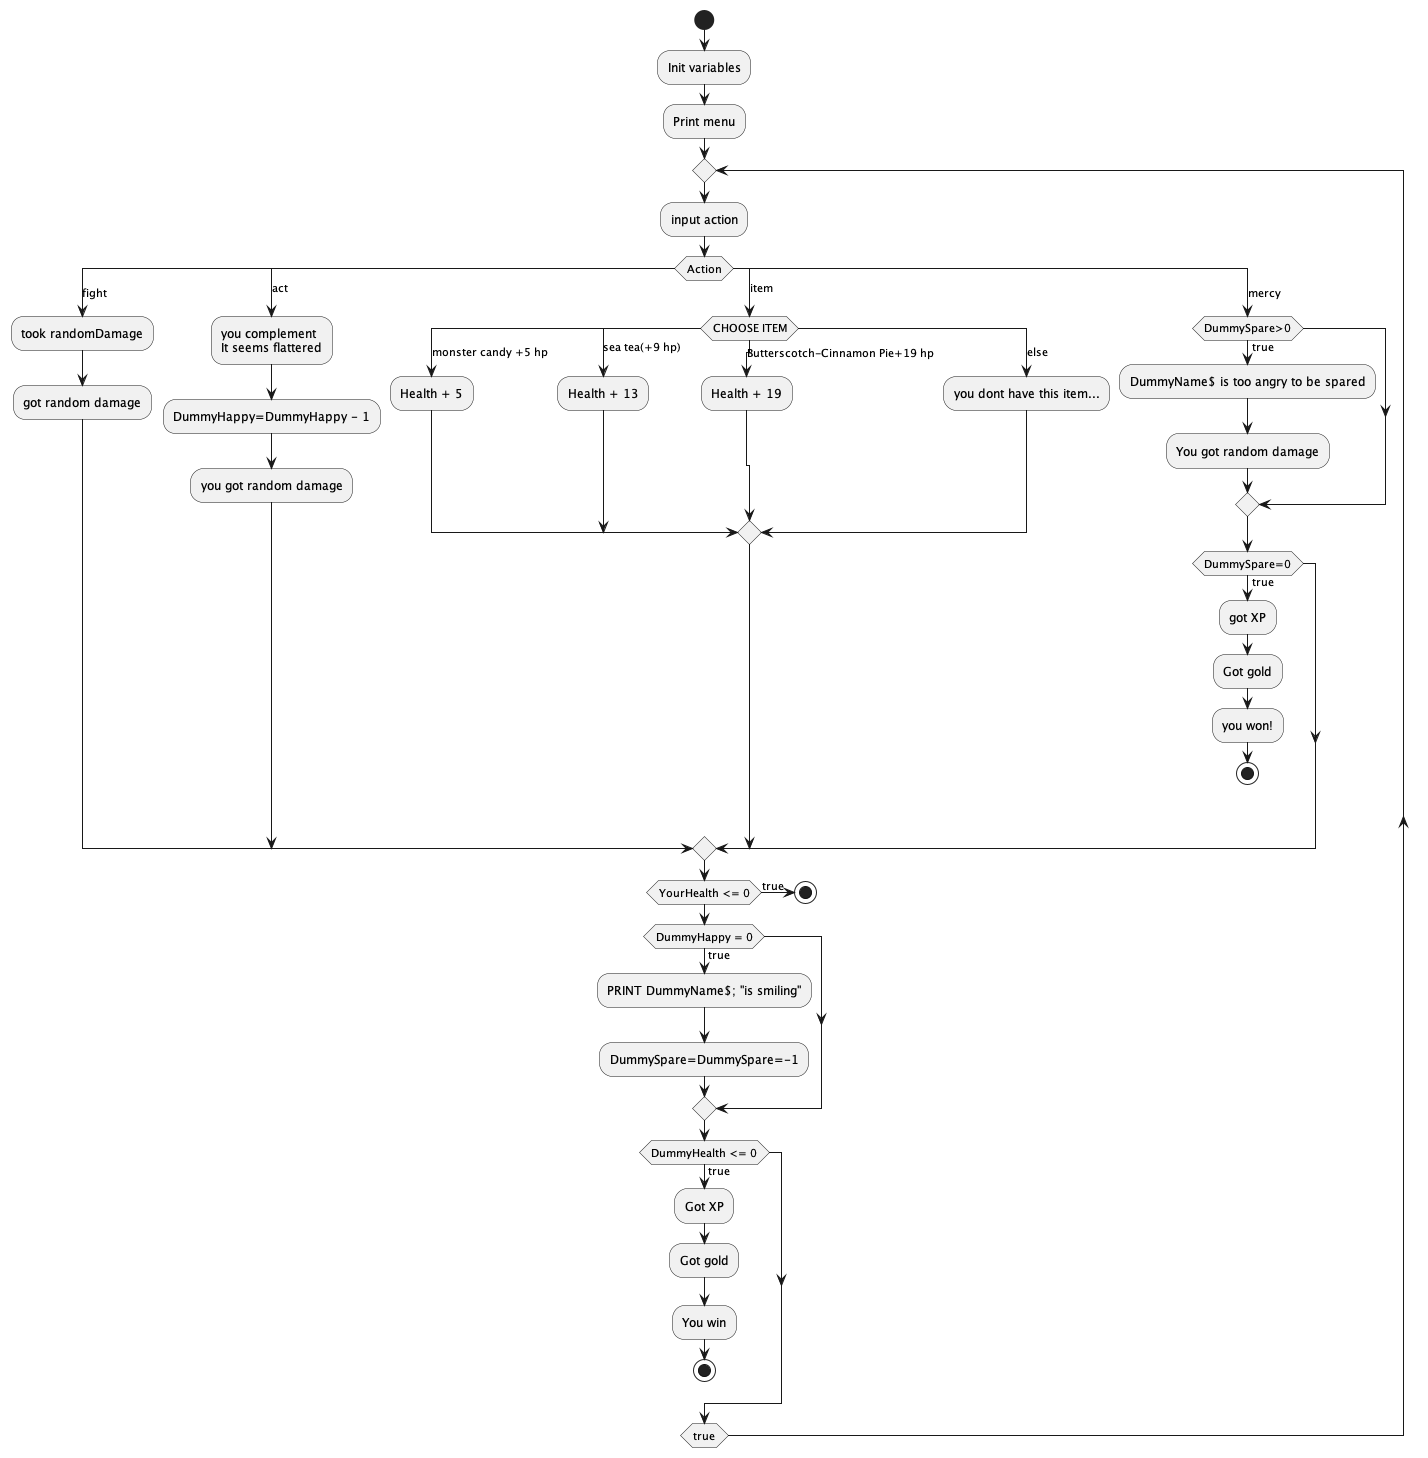 Init variables
Print menu
input action
Action
fight
act
item
mercy
took randomDamage
got random damage
you complement
It seems flattered
DummyHappy=DummyHappy - 1
you got random damage
CHOOSE ITEM
monster candy +5 hp
sea tea(+9 hp)
Butterscotch-Cinnamon Pie+19 hp
else
Health + 5
Health + 13
Health + 19
you dont have this item...
DummySpare>0
true
DummyName$ is too angry to be spared
You got random damage
DummySpare=0
true
got XP
Got gold
you won!
YourHealth <= 0
true
DummyHappy = 0
true
PRINT DummyName$; "is smiling"
DummySpare=DummySpare=-1
DummyHealth <= 0
true
Got XP
Got gold
You win
true